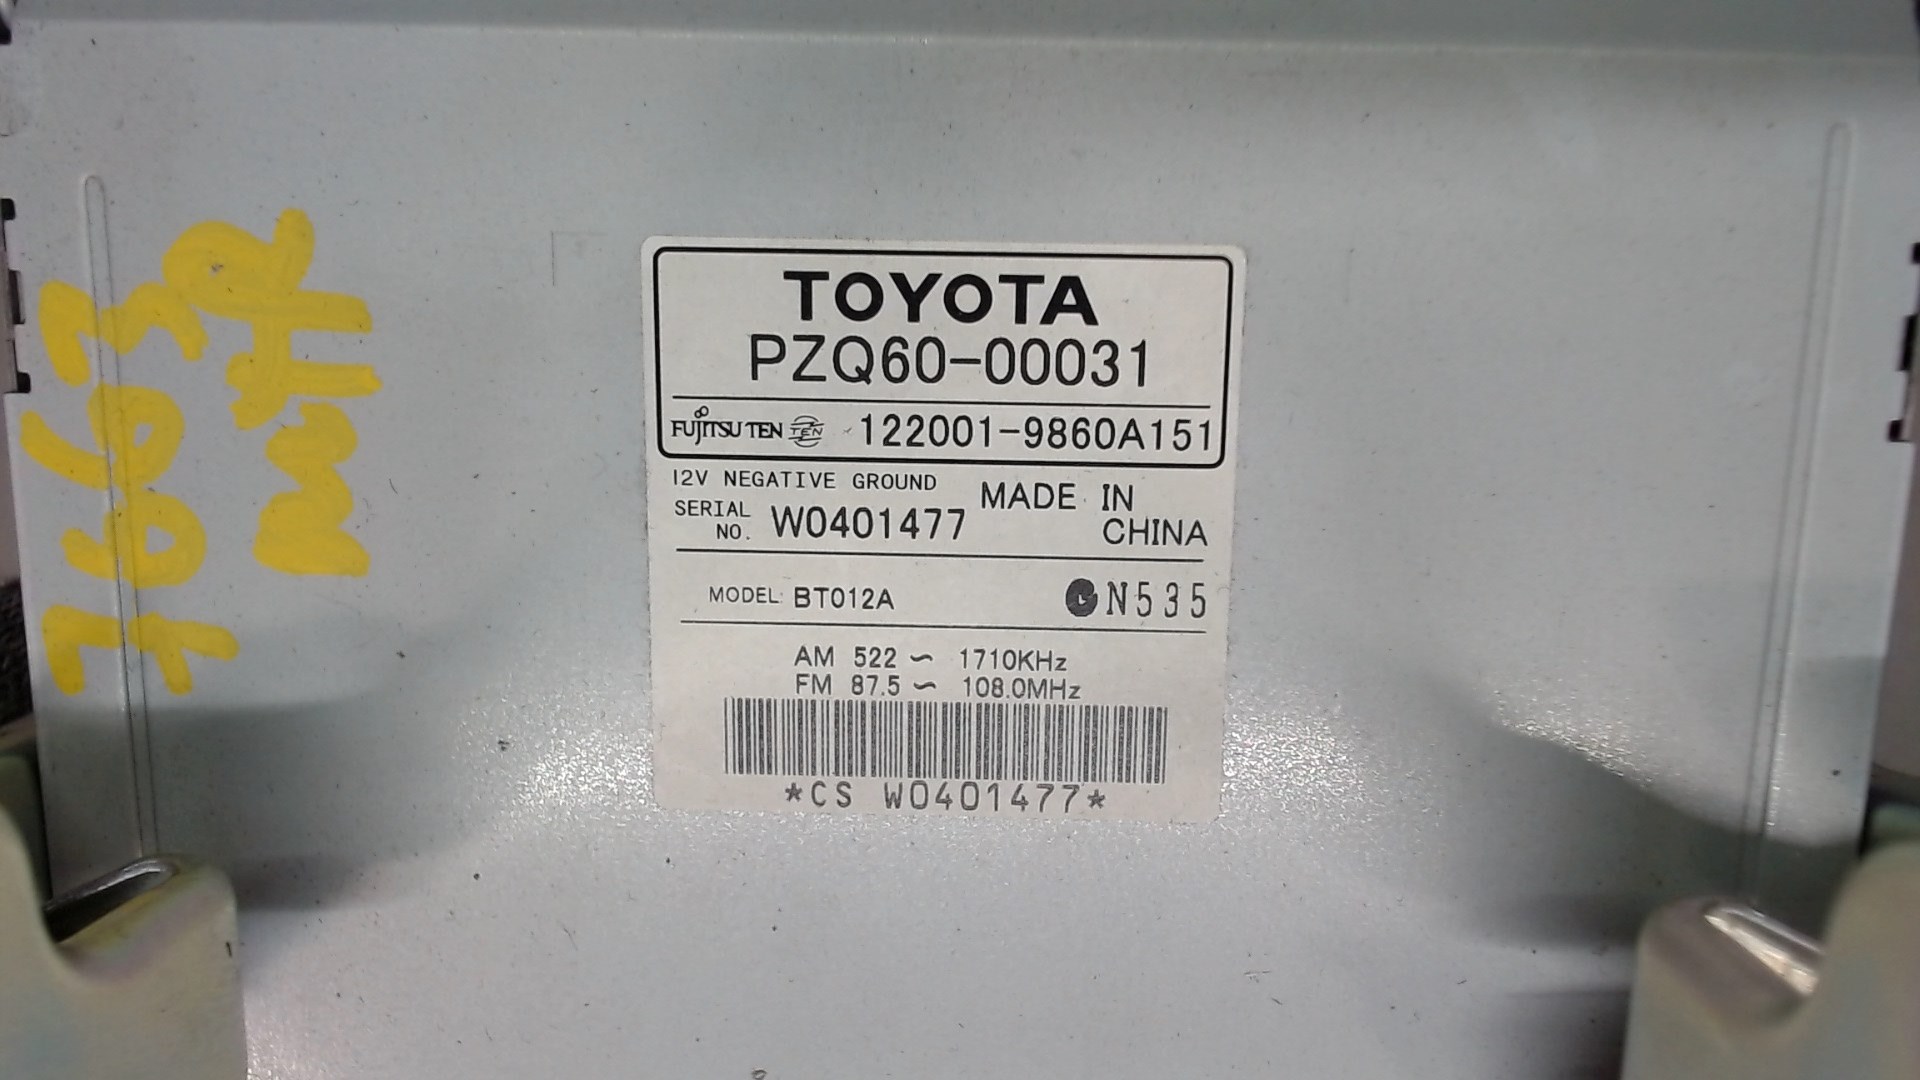 TOYOTA
PZQ60-00031
FUJITSU TEN TEN 122001-9860A151
12V NEGATIVE GROUND
MADE IN CHINA
SERIAL NO. W0401477
MODEL: BT012A
N535
AM 522 ~ 1710KHz
FM 87.5 ~ 108.0MHz
*CS W0401477*